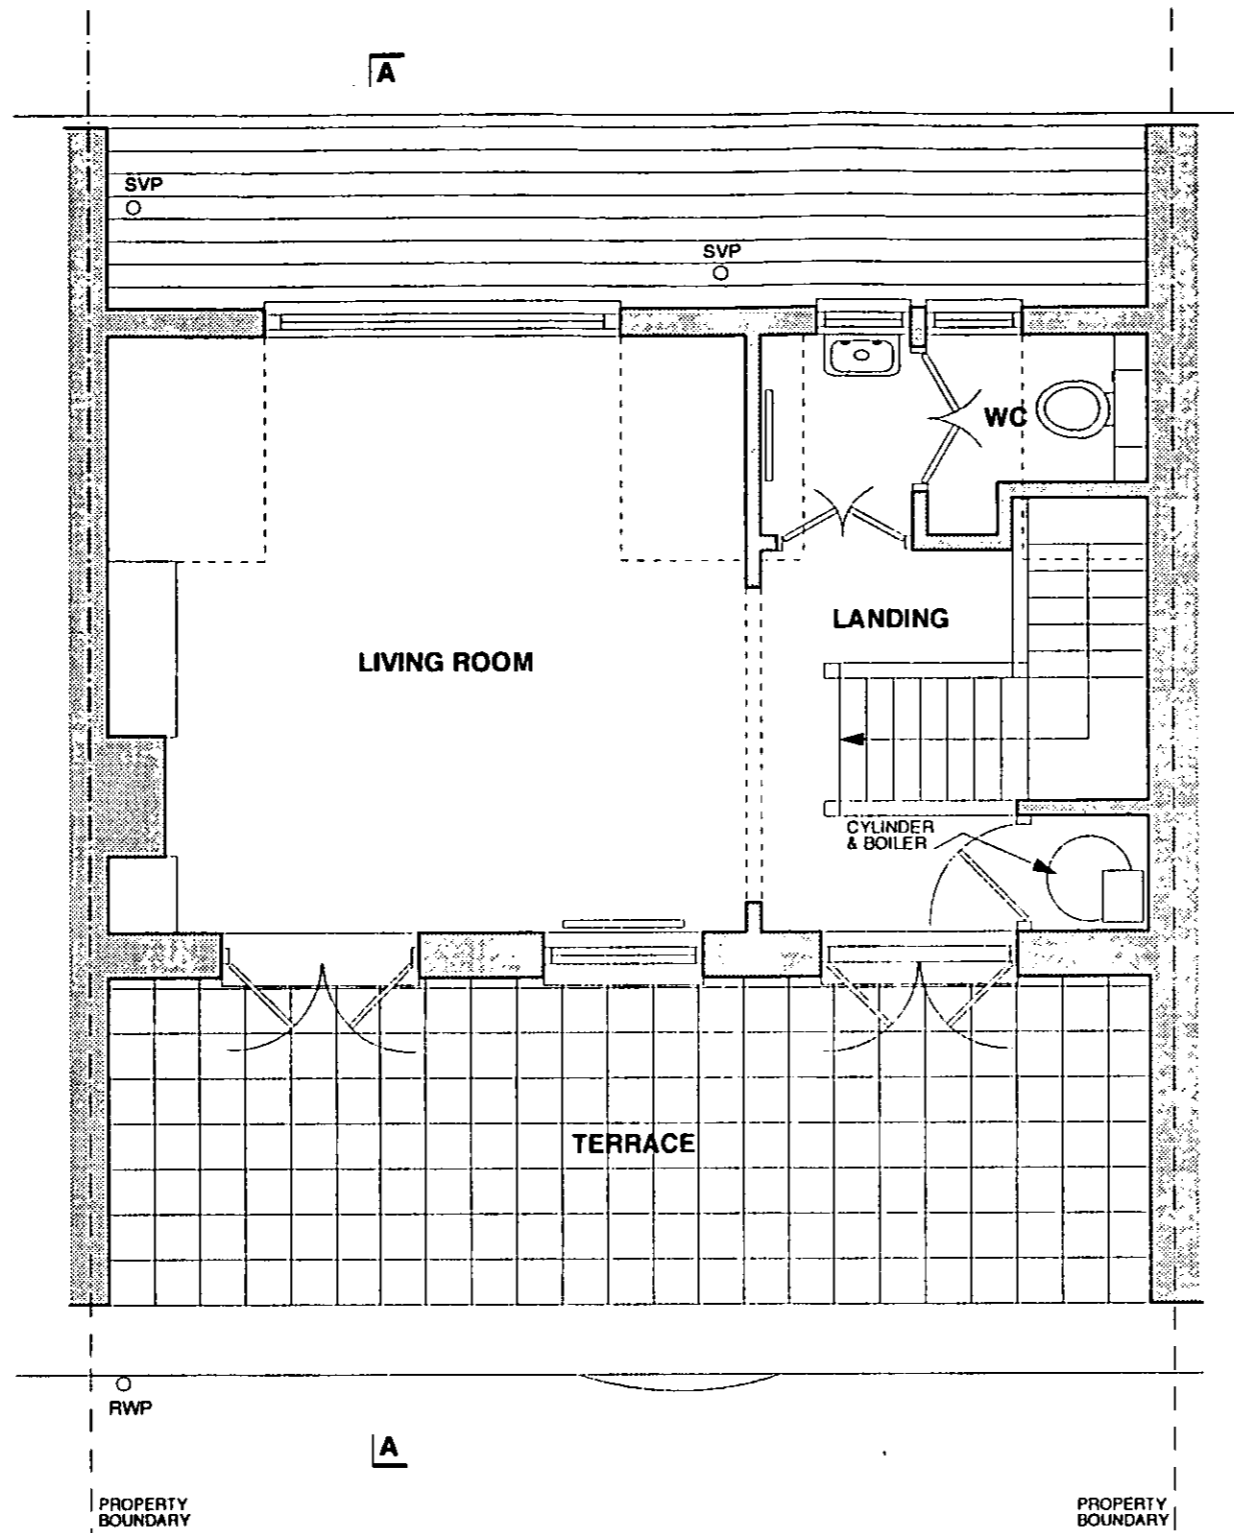 A
SVP
SVP
WC
LANDING
LIVING ROOM
CYLINDER
& BOILER
TERRACE
RWP
A
PROPERTY
BOUNDARY
PROPERTY
BOUNDARY